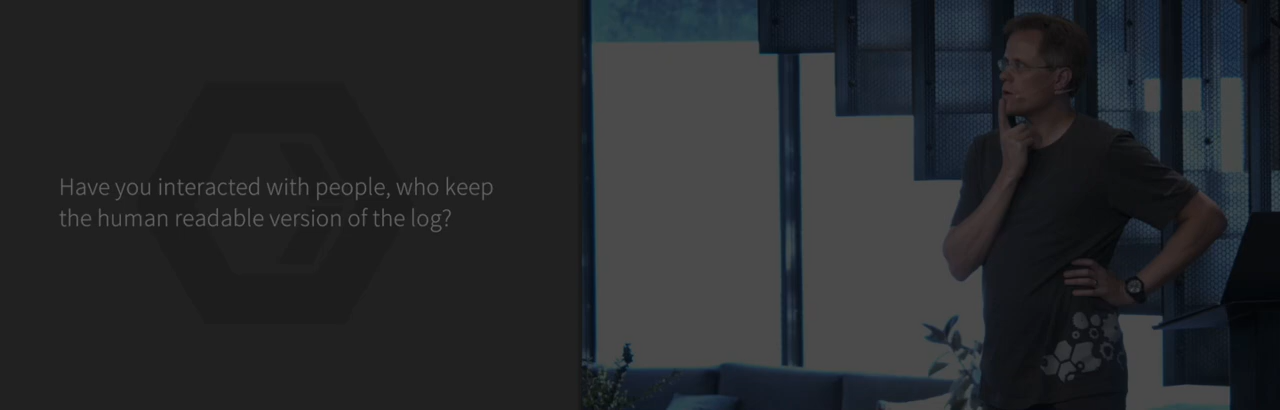 Have you interacted with people, who keep
the human readable version of the log?